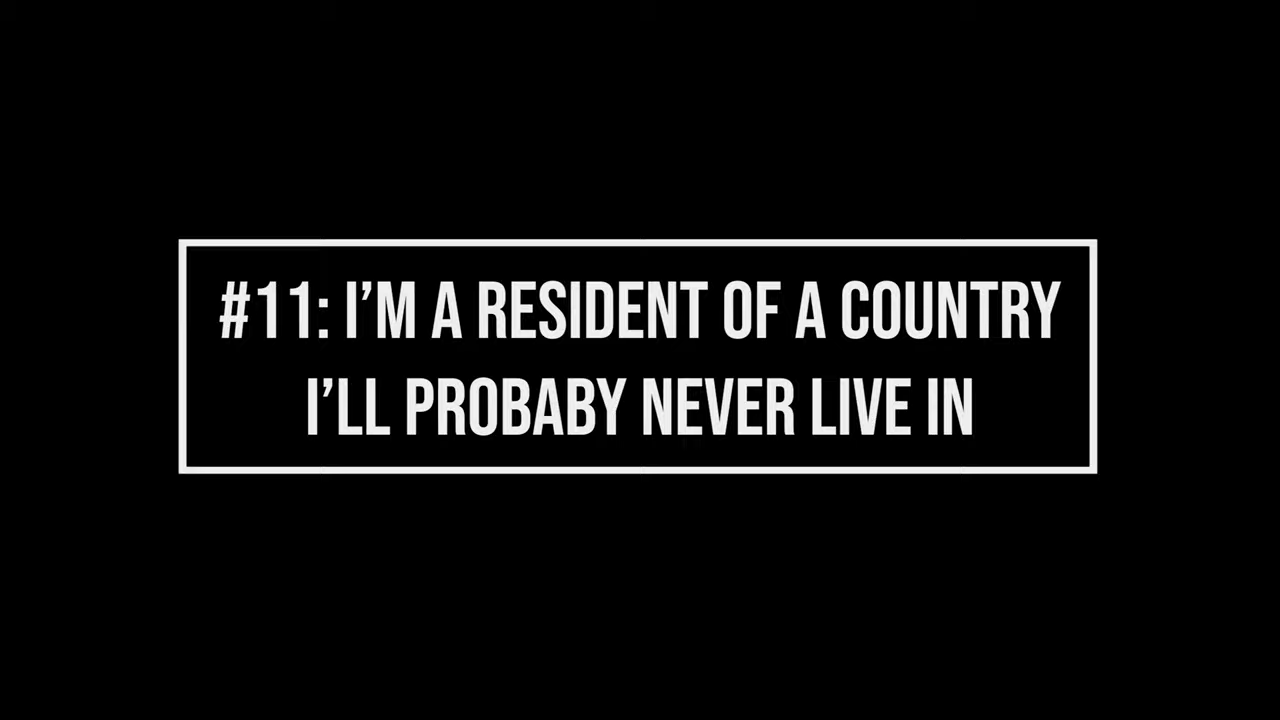 #11: I’M A RESIDENT OF A COUNTRY
I’LL PROBABY NEVER LIVE IN